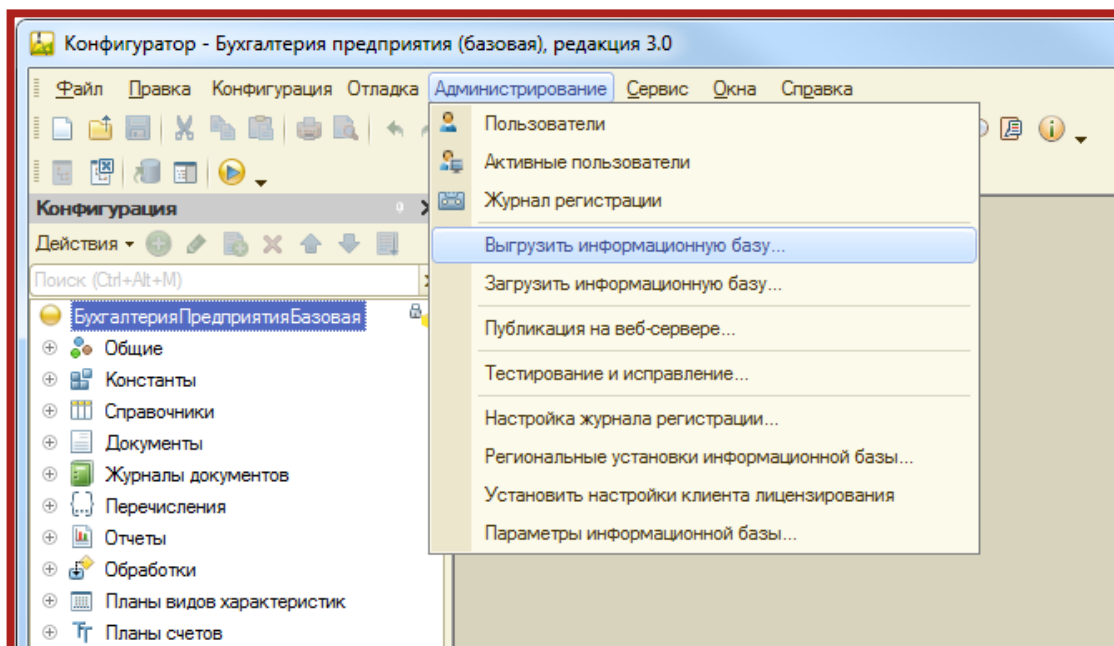 Конфигуратор - Бухгалтерия предприятия (базовая), редакция 3.0
Файл Правка Конфигурация Отладка Администрирование Сервис Окна Справка
Пользователи
Активные пользователи
Журнал регистрации
Выгрузить информационную базу...
Загрузить информационную базу...
Публикация на веб-сервере...
Тестирование и исправление...
Настройка журнала регистрации...
Региональные установки информационной базы...
Установить настройки клиента лицензирования
Параметры информационной базы...
Конфигурация
Действия
Поиск (Ctrl+Alt+M)
БухгалтерияПредприятияБазовая
Общие
Константы
Справочники
Документы
Журналы документов
Перечисления
Отчеты
Обработки
Планы видов характеристик
Планы счетов